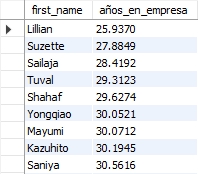 first_name años_en_empresa
Lillian 25.9370
Suzette 27.8849
Sailaja 28.4192
Tuval 29.3123
Shahaf 29.6274
Yongqiao 30.0521
Mayumi 30.0712
Kazuhito 30.1945
Saniya 30.5616